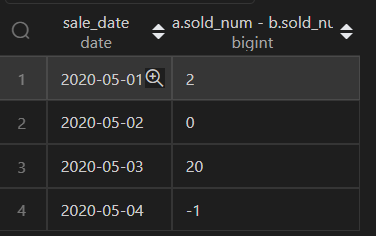 sale_date a.sold_num - b.sold_nu
date bigint
1 2020-05-01 2
2 2020-05-02 0
3 2020-05-03 20
4 2020-05-04 -1